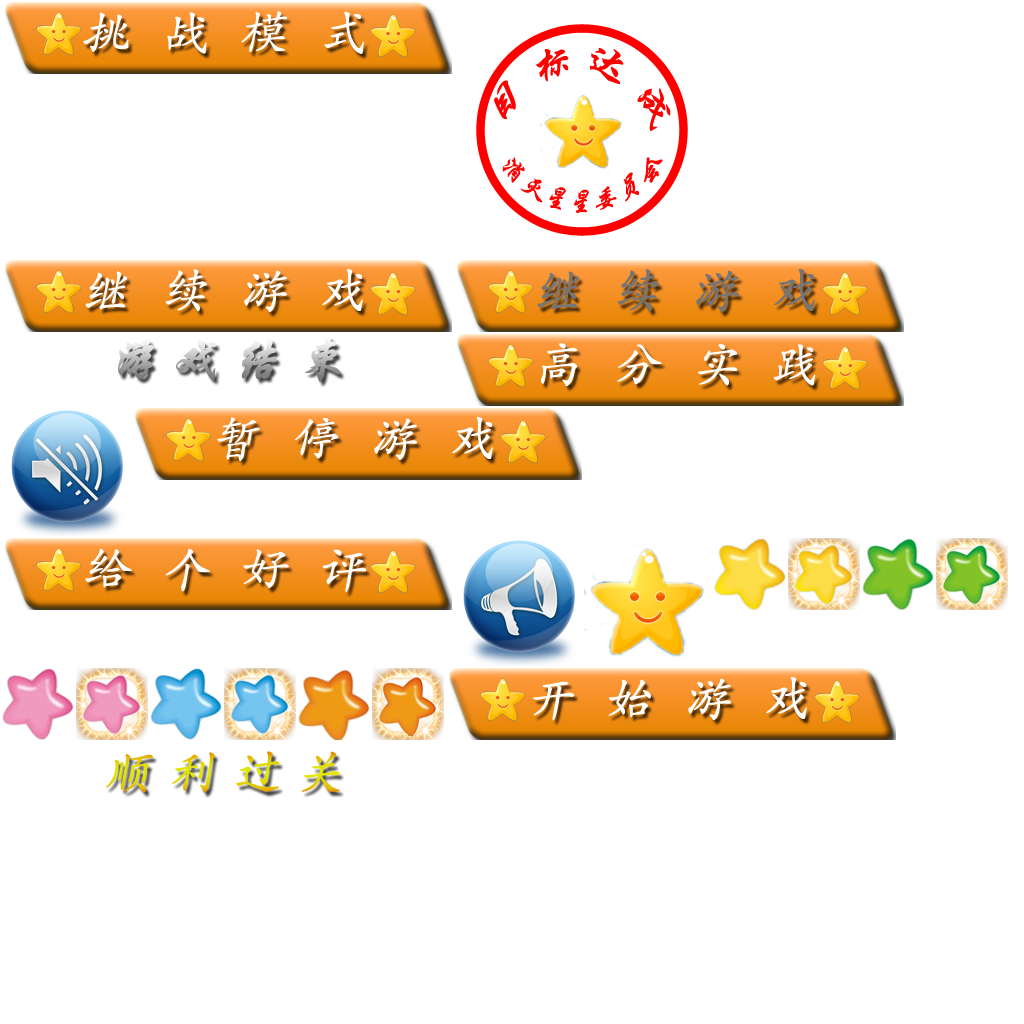 挑战模式
目标达成
消灭星星委员会
继续游戏
继续游戏
游戏结束
高分实践
暂停游戏
给个好评
开始游戏
顺利过关